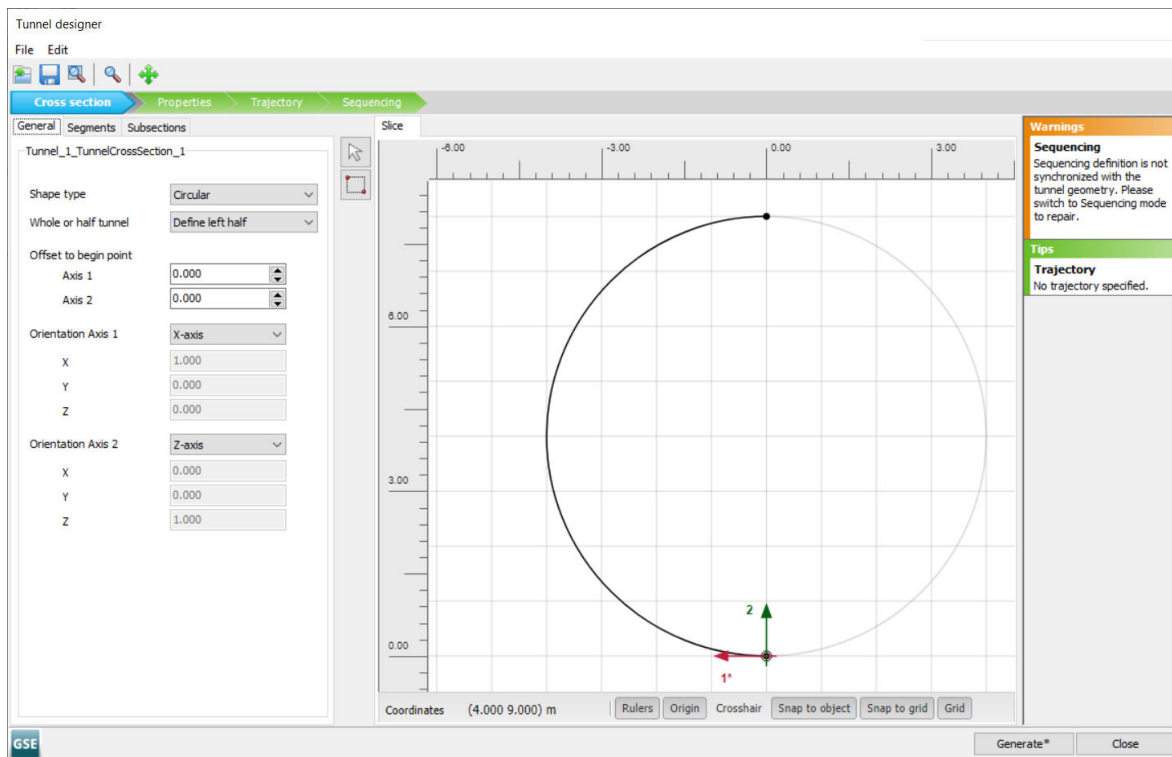 Tunnel designer
File Edit
Cross section Properties Trajectory Sequencing
General Segments Subsections
Tunnel_1_TunnelCrossSection_1
Shape type Circular
Whole or half tunnel Define left half
Offset to begin point
Axis 1 0.000
Axis 2 0.000
Orientation Axis 1 X-axis
X 1.000
Y 0.000
Z 0.000
Orientation Axis 2 Z-axis
X 0.000
Y 0.000
Z 1.000
Slice
-6.00 -3.00 0.00 3.00
6.00
3.00
0.00
2
1*
Coordinates (4.000 9.000) m Rulers Origin Crosshair Snap to object Snap to grid Grid
Warnings
Sequencing
Sequencing definition is not
synchronized with the
tunnel geometry. Please
switch to Sequencing mode
to repair.
Tips
Trajectory
No trajectory specified.
GSE
Generate* Close